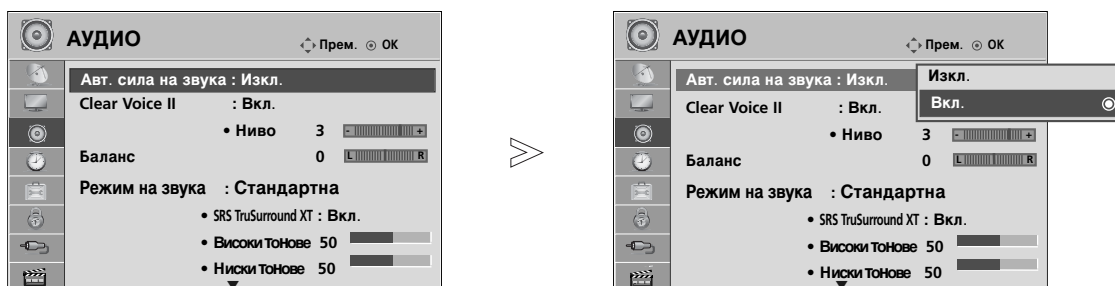 АУДИО
Прем. OK
Авт. сила на звука : Изкл.
Clear Voice II : Вкл.
• Ниво 3 - +
Баланс 0 L R
Режим на звука : Стандартна
• SRS TruSurround XT : Вкл.
• Високи тоНове 50
• Ниски тоНове 50
>
АУДИО
Прем. OK
Авт. сила на звука : Изкл.
Изкл.
Вкл.
Clear Voice II : Вкл.
• Ниво 3 - +
Баланс 0 L R
Режим на звука : Стандартна
• SRS TruSurround XT : Вкл.
• Високи тоНове 50
• Ниски тоНове 50